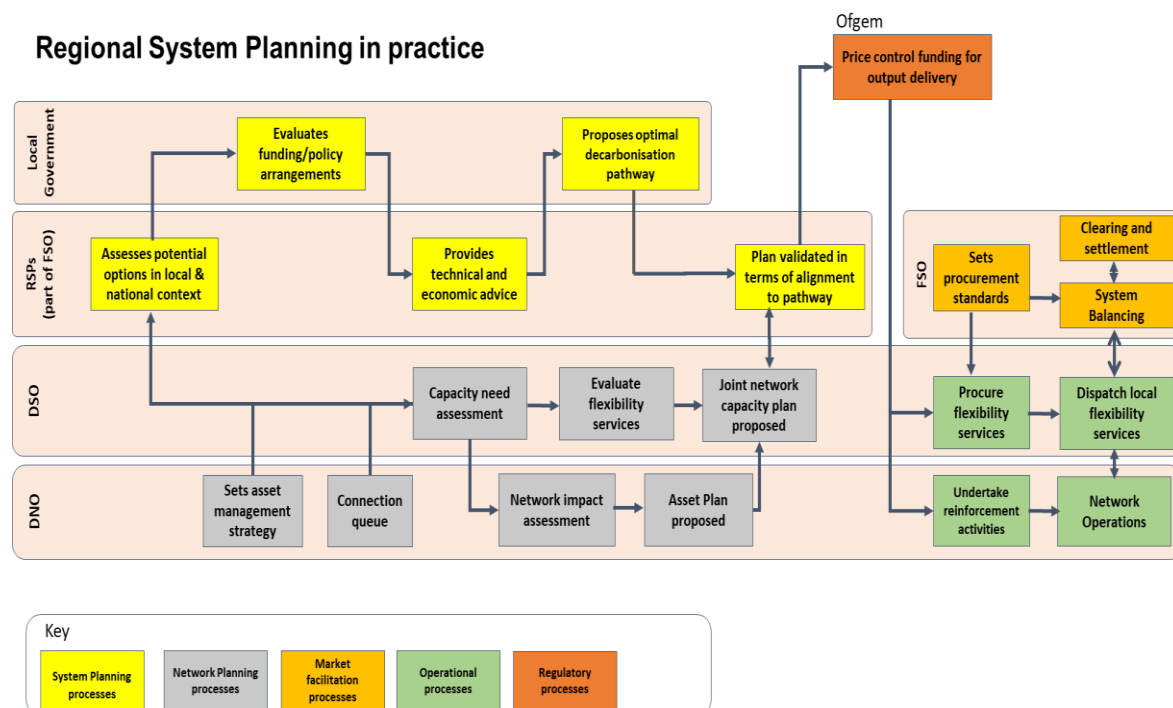 Ofgem
Regional System Planning in practice
Price control funding for
output delivery
Local
Government
Evaluates
funding/policy
arrangements
Proposes optimal
decarbonisation
pathway
RSPs
(part of FSO)
Assesses potential
options in local &
national context
Provides
technical and
economic advice
Plan validated in
terms of alignment
to pathway
FSO
Sets
procurement
standards
Clearing and
settlement
System
Balancing
DSO
Capacity need
assessment
Evaluate
flexibility
services
Joint network
capacity plan
proposed
Procure
flexibility
services
Dispatch local
flexibility
services
DNO
Sets asset
management
strategy
Connection
queue
Network impact
assessment
Asset Plan
proposed
Undertake
reinforcement
activities
Network
Operations
Key
System Planning
processes
Network Planning
processes
Market
facilitation
processes
Operational
processes
Regulatory
processes